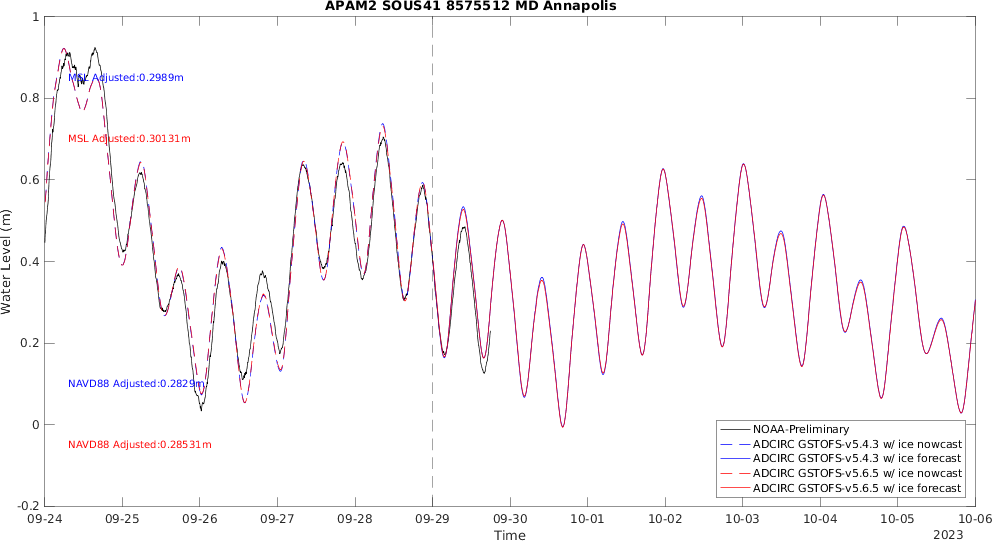 APAM2 SOUS41 8575512 MD Annapolis
1
0.8
0.6
0.4
0.2
0
-0.2
Water Level (m)
MSL Adjusted:0.2989m
MSL Adjusted:0.30131m
NAVD88 Adjusted:0.2829m
NAVD88 Adjusted:0.28531m
NOAA-Preliminary
ADCIRC GSTOFS-v5.4.3 w/ ice nowcast
ADCIRC GSTOFS-v5.4.3 w/ ice forecast
ADCIRC GSTOFS-v5.6.5 w/ ice nowcast
ADCIRC GSTOFS-v5.6.5 w/ ice forecast
09-24 09-25 09-26 09-27 09-28 09-29 09-30 10-01 10-02 10-03 10-04 10-05 10-06
Time
2023